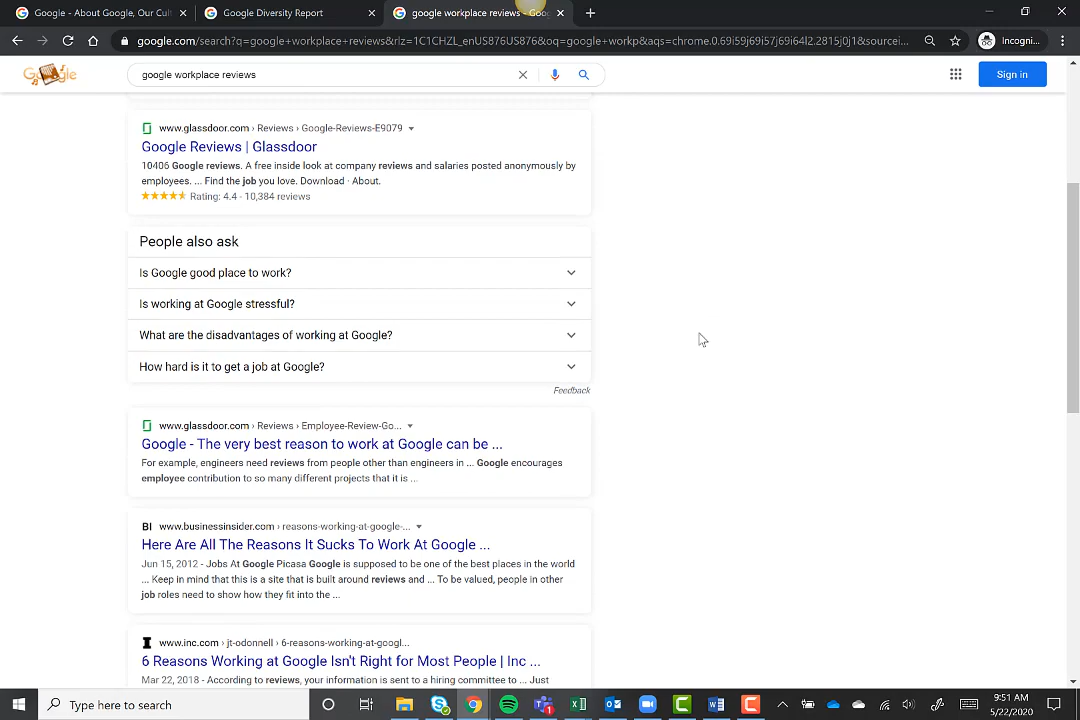 Google - About Google, Our Cult
Google Diversity Report
google workplace reviews - Goog
google.com/search?q=google+workplace+reviews&rlz=1C1CHZL_enUS876US876&oq=google+workp&aqs=chrome.0.69i59j69i57j69i64l2.2815j0j1&sourcei...
Incogni...
Google
google workplace reviews
Sign in
www.glassdoor.com › Reviews › Google-Reviews-E9079
Google Reviews | Glassdoor
10406 Google reviews. A free inside look at company reviews and salaries posted anonymously by
employees. ... Find the job you love. Download · About.
Rating: 4.4 - 10,384 reviews
People also ask
Is Google good place to work?
Is working at Google stressful?
What are the disadvantages of working at Google?
How hard is it to get a job at Google?
Feedback
www.glassdoor.com › Reviews › Employee-Review-Go...
Google - The very best reason to work at Google can be ...
For example, engineers need reviews from people other than engineers in ... Google encourages
employee contribution to so many different projects that it is ...
BI www.businessinsider.com › reasons-working-at-google-...
Here Are All The Reasons It Sucks To Work At Google ...
Jun 15, 2012 - Jobs At Google Picasa Google is supposed to be one of the best places in the world
... Keep in mind that this is a site that is built around reviews and ... To be valued, people in other
job roles need to show how they fit into the ...
www.inc.com › jt-odonnell › 6-reasons-working-at-googl...
6 Reasons Working at Google Isn't Right for Most People | Inc ...
Mar 22, 2018 - According to reviews, your information is sent to a hiring committee to ... Just
Type here to search
9:51 AM
5/22/2020